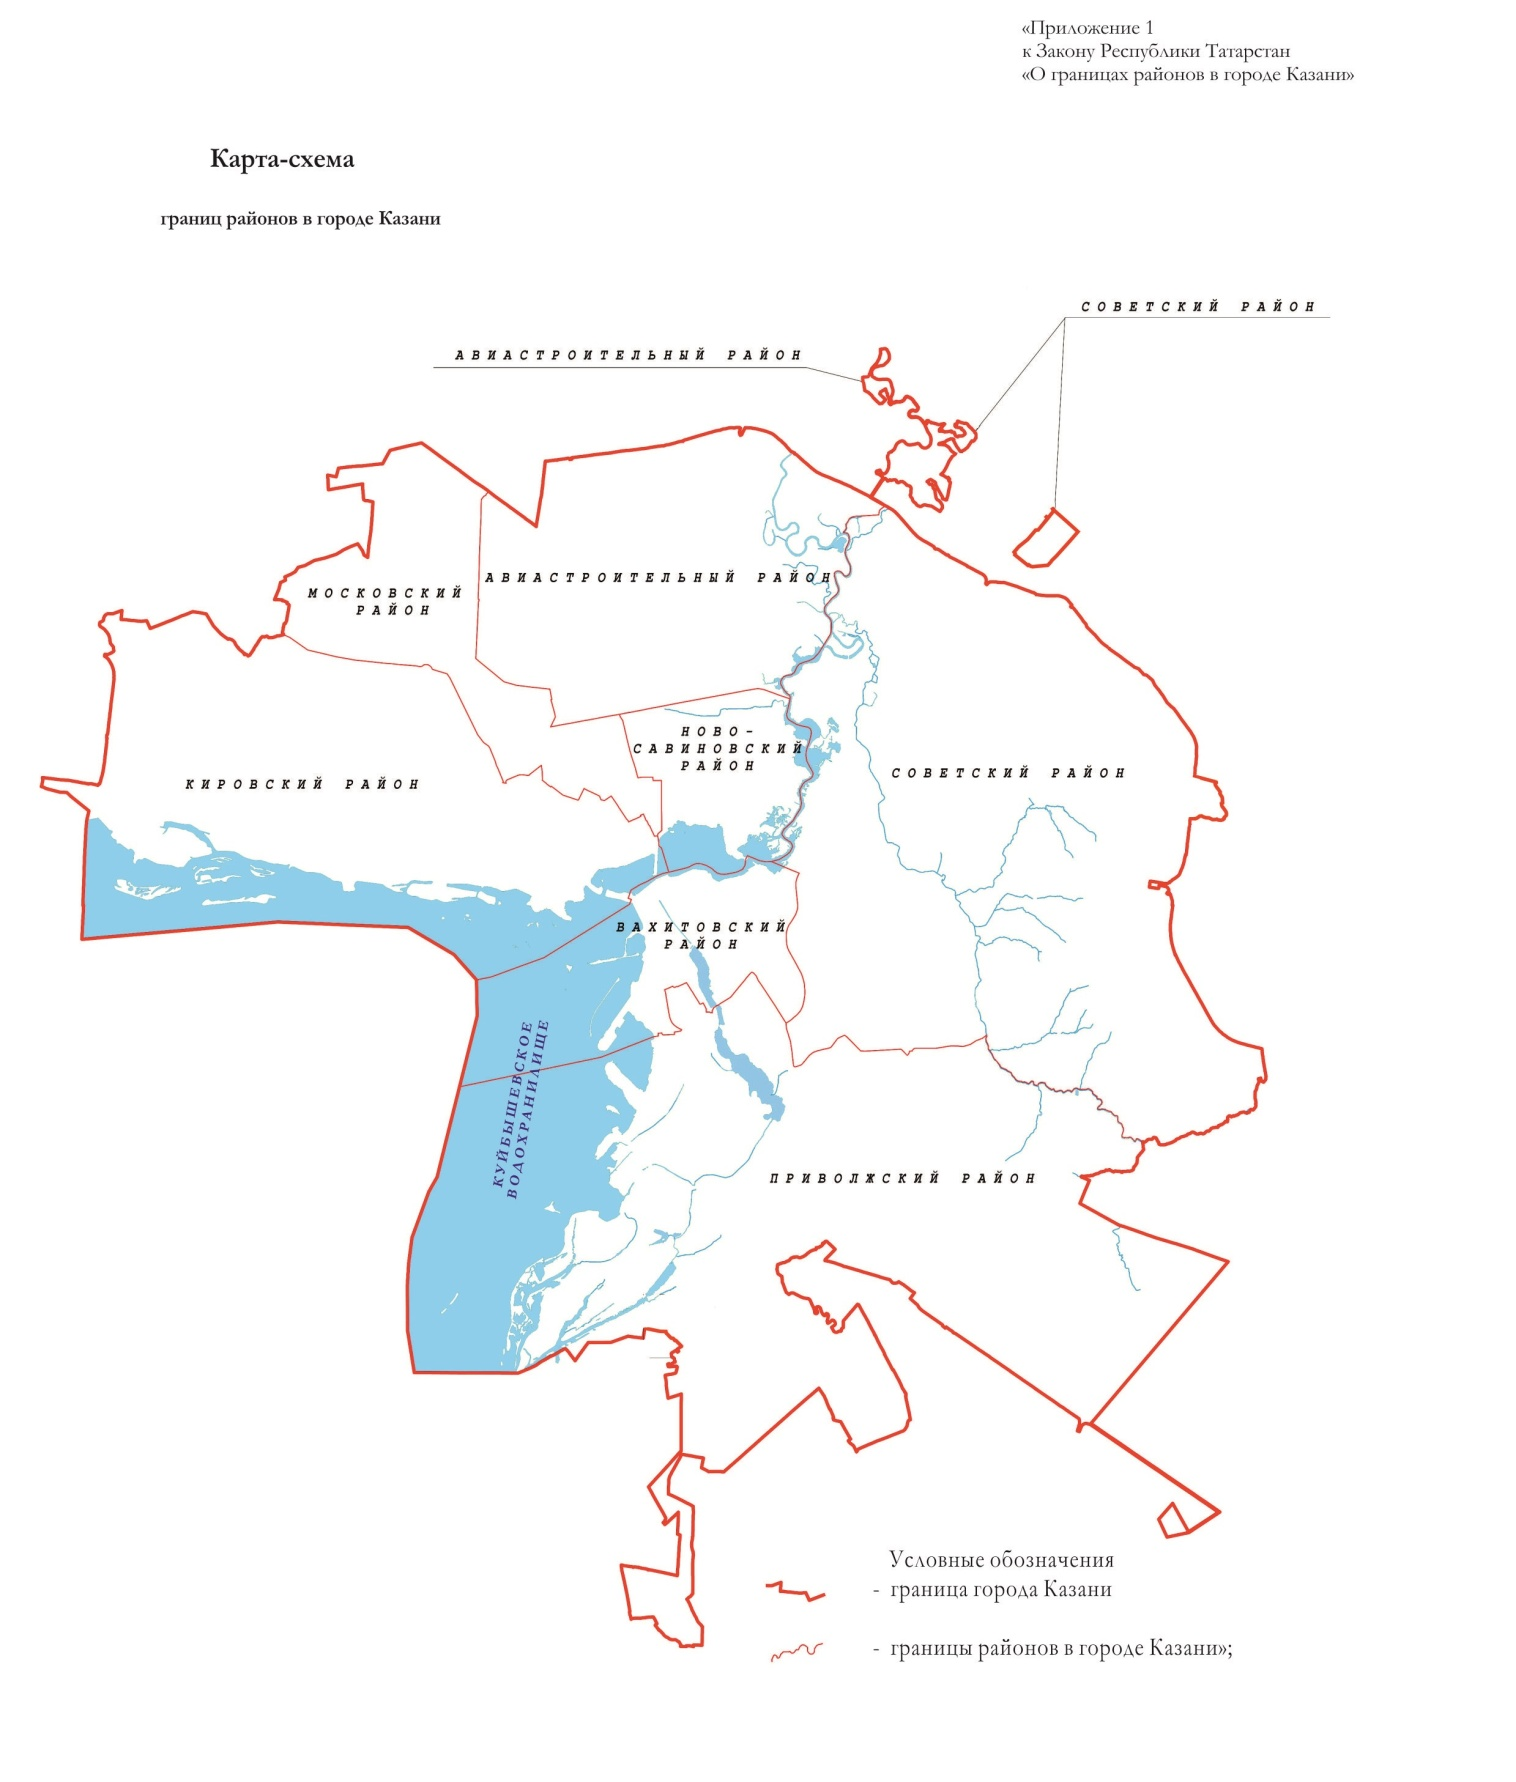 «Приложение 1
к Закону Республики Татарстан
«О границах районов в городе Казани»
Карта-схема
границ районов в городе Казани
СОВЕТСКИЙ РАЙОН
АВИАСТРОИТЕЛЬНЫЙ РАЙОН
АВИАСТРОИТЕЛЬНЫЙ РАЙОН
МОСКОВСКИЙ
РАЙОН
НОВО-
САВИНОВСКИЙ
РАЙОН
СОВЕТСКИЙ РАЙОН
КИРОВСКИЙ РАЙОН
ВАХИТОВСКИЙ
РАЙОН
КУЙБЫШЕВСКОЕ
ВОДОХРАНИЛИЩЕ
ПРИВОЛЖСКИЙ РАЙОН
Условные обозначения
- граница города Казани
- границы районов в городе Казани»;